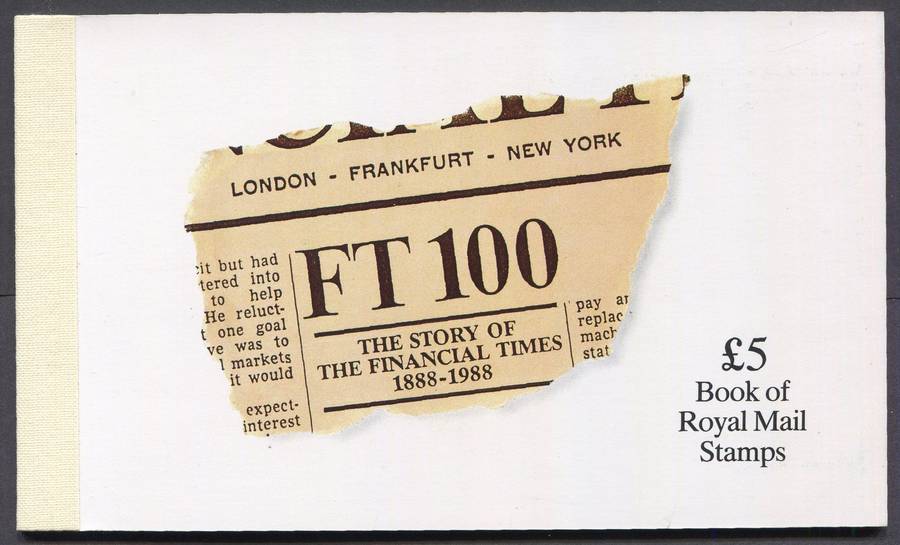 LONDON - FRANKFURT - NEW YORK
FT 100
THE STORY OF
THE FINANCIAL TIMES
1888-1988
cit but had
tered into
to help
He reluct-
t one goal
ve was to
l markets
it would
expect-
interest
pay ar
replac
mach
stat
£5
Book of
Royal Mail
Stamps